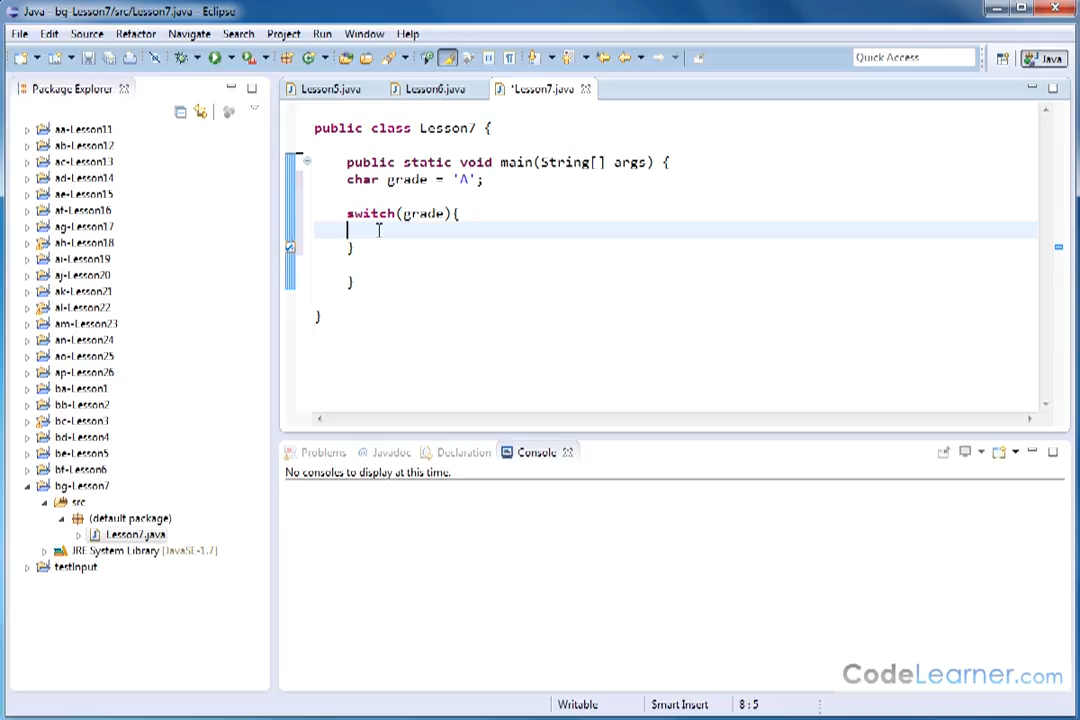 Java - bg-Lesson7/src/Lesson7.java - Eclipse
File Edit Source Refactor Navigate Search Project Run Window Help
Quick Access
Java
Package Explorer
Lesson5.java
Lesson6.java
*Lesson7.java
aa-Lesson11
ab-Lesson12
ac-Lesson13
ad-Lesson14
ae-Lesson15
af-Lesson16
ag-Lesson17
ah-Lesson18
ai-Lesson19
aj-Lesson20
ak-Lesson21
al-Lesson22
am-Lesson23
an-Lesson24
ao-Lesson25
ap-Lesson26
ba-Lesson1
bb-Lesson2
bc-Lesson3
bd-Lesson4
be-Lesson5
bf-Lesson6
bg-Lesson7
src
(default package)
Lesson7.java
JRE System Library [JavaSE-1.7]
testInput
public class Lesson7 {
public static void main(String[] args) {
char grade = 'A';
switch(grade){
}
}
}
Problems
@ Javadoc
Declaration
Console
No consoles to display at this time.
CodeLearner.com
Writable
Smart Insert
8 : 5